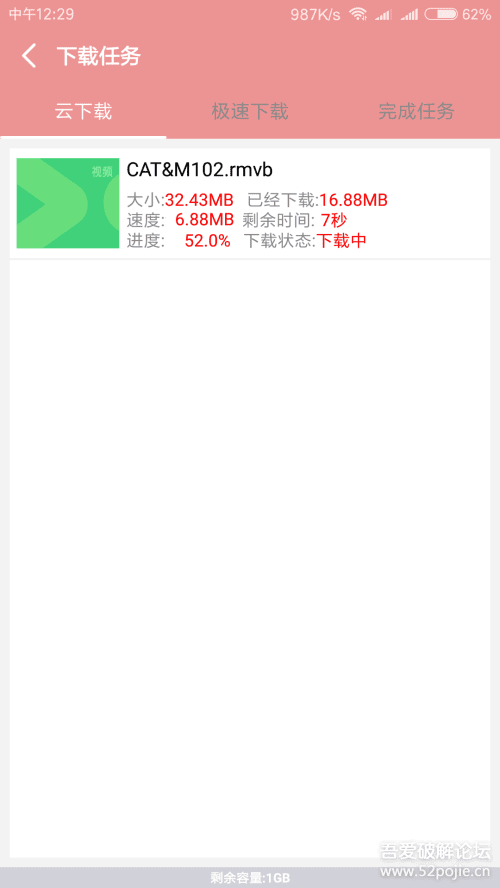 中午12:29 987K/s 62%
下载任务
云下载 极速下载 完成任务
视频 CAT&M102.rmvb
大小:32.43MB 已经下载:16.88MB
速度: 6.88MB 剩余时间: 7秒
进度: 52.0% 下载状态:下载中
吾爱破解论坛
www.52pojie.cn
剩余容量:1GB